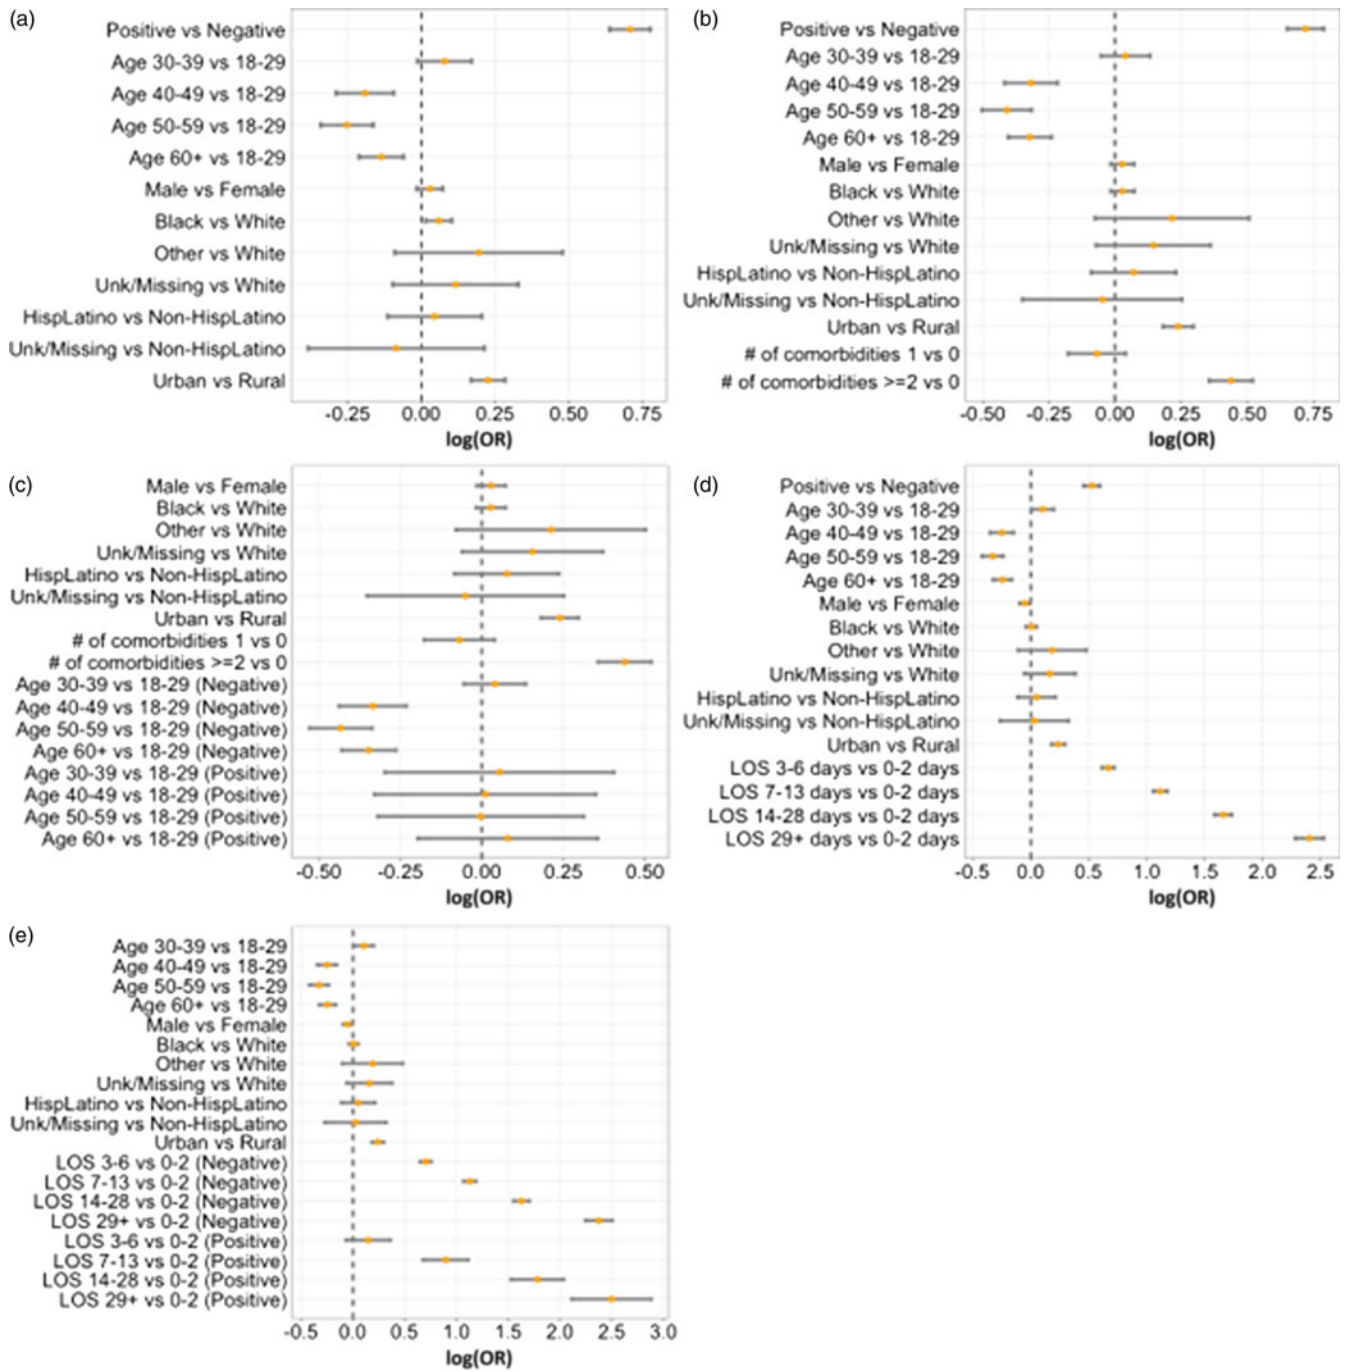 (a)
Positive vs Negative
Age 30-39 vs 18-29
Age 40-49 vs 18-29
Age 50-59 vs 18-29
Age 60+ vs 18-29
Male vs Female
Black vs White
Other vs White
Unk/Missing vs White
HispLatino vs Non-HispLatino
Unk/Missing vs Non-HispLatino
Urban vs Rural
-0.25 0.00 0.25 0.50 0.75
log(OR)
(b)
Positive vs Negative
Age 30-39 vs 18-29
Age 40-49 vs 18-29
Age 50-59 vs 18-29
Age 60+ vs 18-29
Male vs Female
Black vs White
Other vs White
Unk/Missing vs White
HispLatino vs Non-HispLatino
Unk/Missing vs Non-HispLatino
Urban vs Rural
# of comorbidities 1 vs 0
# of comorbidities >=2 vs 0
-0.50 -0.25 0.00 0.25 0.50 0.75
log(OR)
(c)
Male vs Female
Black vs White
Other vs White
Unk/Missing vs White
HispLatino vs Non-HispLatino
Unk/Missing vs Non-HispLatino
Urban vs Rural
# of comorbidities 1 vs 0
# of comorbidities >=2 vs 0
Age 30-39 vs 18-29 (Negative)
Age 40-49 vs 18-29 (Negative)
Age 50-59 vs 18-29 (Negative)
Age 60+ vs 18-29 (Negative)
Age 30-39 vs 18-29 (Positive)
Age 40-49 vs 18-29 (Positive)
Age 50-59 vs 18-29 (Positive)
Age 60+ vs 18-29 (Positive)
-0.50 -0.25 0.00 0.25 0.50
log(OR)
(d)
Positive vs Negative
Age 30-39 vs 18-29
Age 40-49 vs 18-29
Age 50-59 vs 18-29
Age 60+ vs 18-29
Male vs Female
Black vs White
Other vs White
Unk/Missing vs White
HispLatino vs Non-HispLatino
Unk/Missing vs Non-HispLatino
Urban vs Rural
LOS 3-6 days vs 0-2 days
LOS 7-13 days vs 0-2 days
LOS 14-28 days vs 0-2 days
LOS 29+ days vs 0-2 days
-0.5 0.0 0.5 1.0 1.5 2.0 2.5
log(OR)
(e)
Age 30-39 vs 18-29
Age 40-49 vs 18-29
Age 50-59 vs 18-29
Age 60+ vs 18-29
Male vs Female
Black vs White
Other vs White
Unk/Missing vs White
HispLatino vs Non-HispLatino
Unk/Missing vs Non-HispLatino
Urban vs Rural
LOS 3-6 vs 0-2 (Negative)
LOS 7-13 vs 0-2 (Negative)
LOS 14-28 vs 0-2 (Negative)
LOS 29+ vs 0-2 (Negative)
LOS 3-6 vs 0-2 (Positive)
LOS 7-13 vs 0-2 (Positive)
LOS 14-28 vs 0-2 (Positive)
LOS 29+ vs 0-2 (Positive)
-0.5 0.0 0.5 1.0 1.5 2.0 2.5 3.0
log(OR)